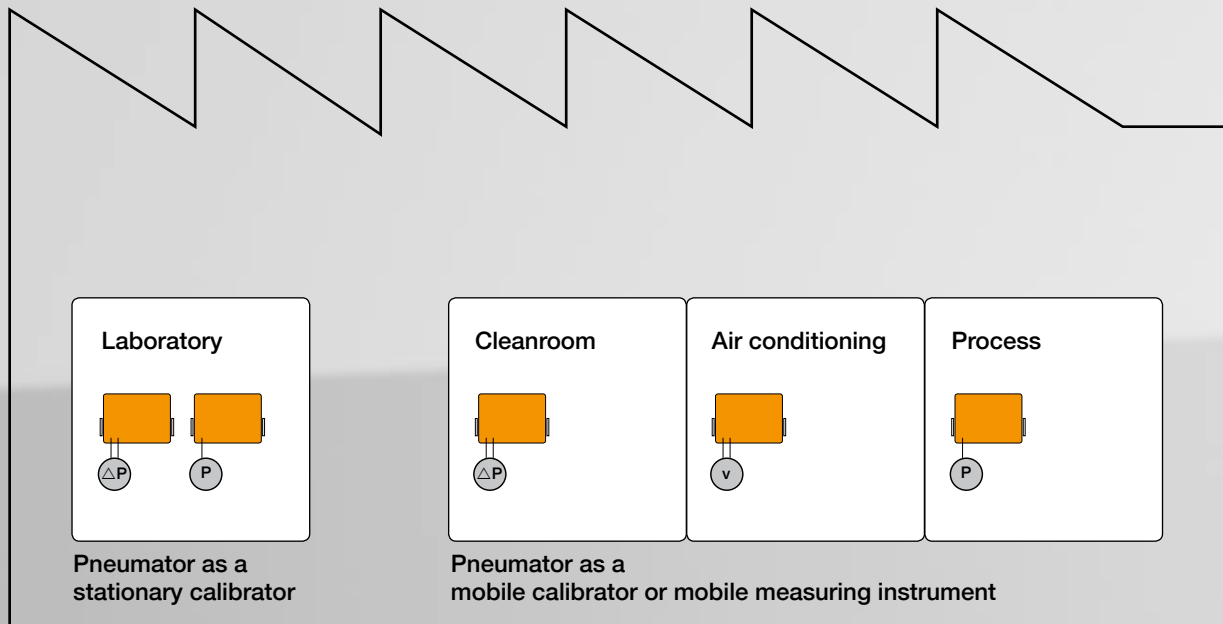 Laboratory
△P
P
Pneumator as a
stationary calibrator
Cleanroom
△P
Air conditioning
v
Process
P
Pneumator as a
mobile calibrator or mobile measuring instrument